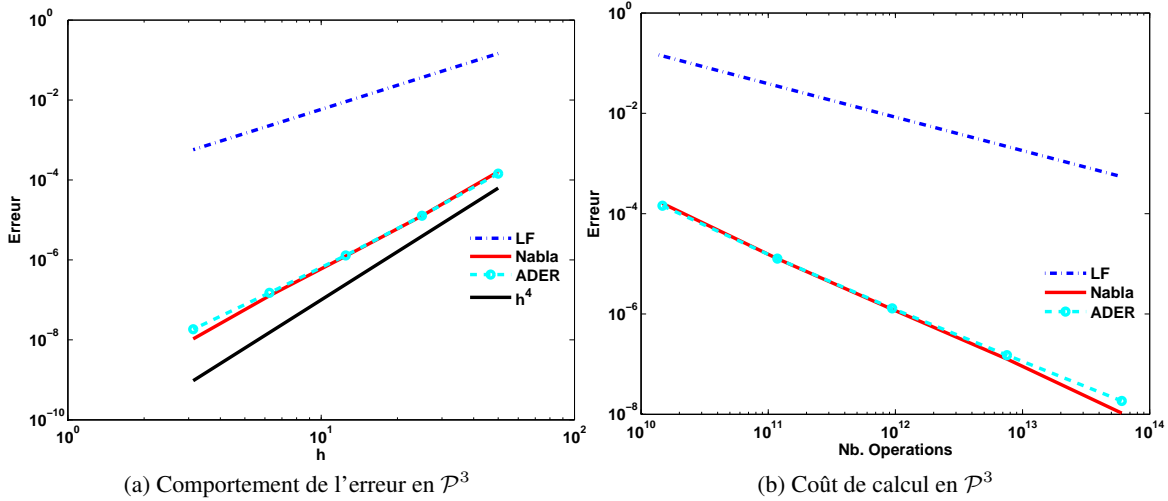 10^0
10^-2
10^-4
10^-6
10^-8
10^-10
Erreur
LF
Nabla
ADER
h^4
10^0
10^1
10^2
h
(a) Comportement de l'erreur en 𝒫^3
10^0
10^-2
10^-4
10^-6
10^-8
Erreur
LF
Nabla
ADER
10^10
10^11
10^12
10^13
10^14
Nb. Operations
(b) Coût de calcul en 𝒫^3